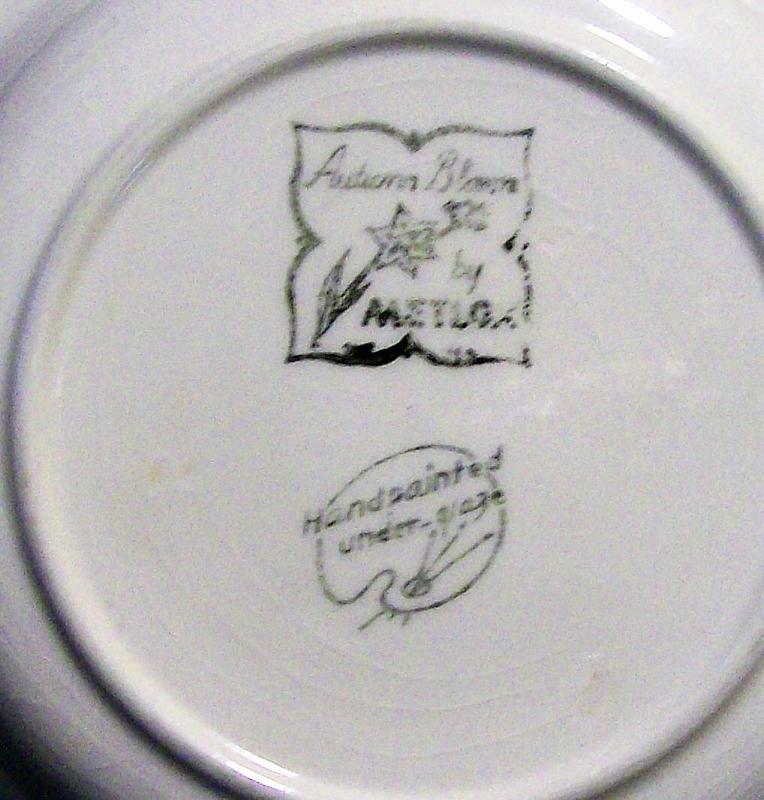 Autumn Bloom
by
METLOX
Handpainted
under-glaze